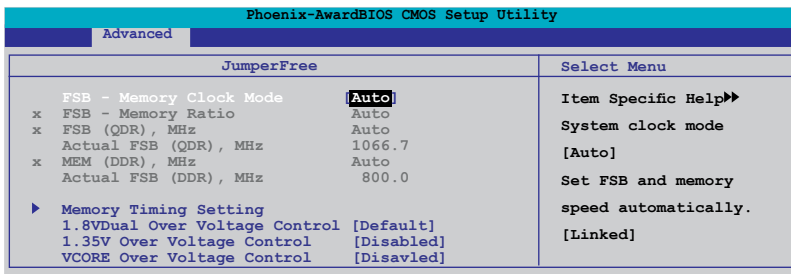 Phoenix-AwardBIOS CMOS Setup Utility
Advanced
JumperFree
Select Menu
FSB - Memory Clock Mode [Auto]
x FSB - Memory Ratio Auto
x FSB (QDR), MHz Auto
Actual FSB (QDR), MHz 1066.7
x MEM (DDR), MHz Auto
Actual FSB (DDR), MHz 800.0
Memory Timing Setting
1.8VDual Over Voltage Control [Default]
1.35V Over Voltage Control [Disabled]
VCORE Over Voltage Control [Disavled]
Item Specific Help
System clock mode
[Auto]
Set FSB and memory
speed automatically.
[Linked]